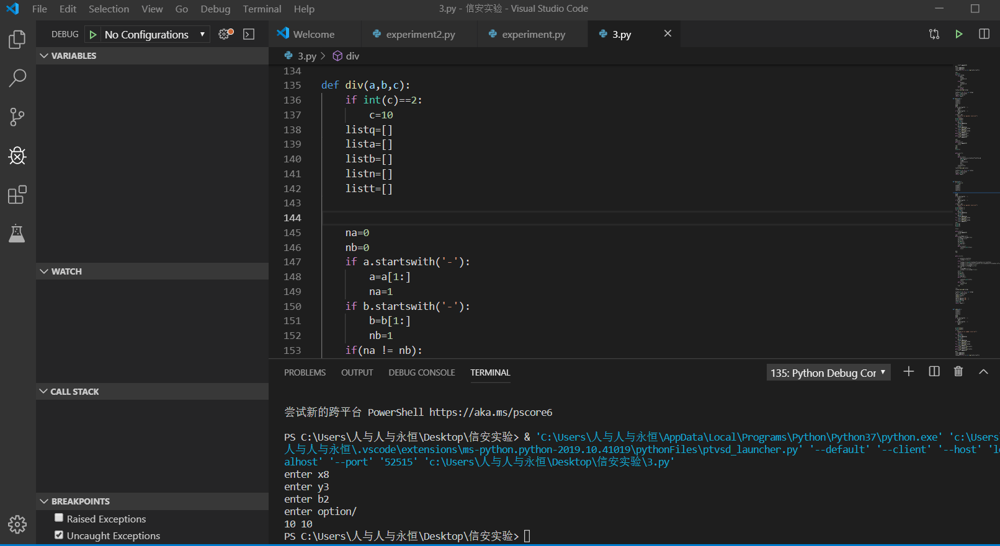 File Edit Selection View Go Debug Terminal Help
3.py - 信安实验 - Visual Studio Code
DEBUG No Configurations
Welcome experiment2.py experiment.py 3.py
VARIABLES
3.py > div
134
135 def div(a,b,c):
136 if int(c)==2:
137 c=10
138 listq=[]
139 lista=[]
140 listb=[]
141 listn=[]
142 listt=[]
143
144
145 na=0
146 nb=0
147 if a.startswith('-'):
148 a=a[1:]
149 na=1
150 if b.startswith('-'):
151 b=b[1:]
152 nb=1
153 if(na != nb):
WATCH
CALL STACK
BREAKPOINTS
Raised Exceptions
Uncaught Exceptions
PROBLEMS OUTPUT DEBUG CONSOLE TERMINAL
135: Python Debug Cor
尝试新的跨平台 PowerShell https://aka.ms/pscore6
PS C:\Users\人与人与永恒\Desktop\信安实验> & 'C:\Users\人与人与永恒\AppData\Local\Programs\Python\Python37\python.exe' 'c:\Users
人与人与永恒\.vscode\extensions\ms-python.python-2019.10.41019\pythonFiles\ptvsd_launcher.py' '--default' '--client' '--host' 'l
alhost' '--port' '52515' 'c:\Users\人与人与永恒\Desktop\信安实验\3.py'
enter x8
enter y3
enter b2
enter option/
10 10
PS C:\Users\人与人与永恒\Desktop\信安实验>